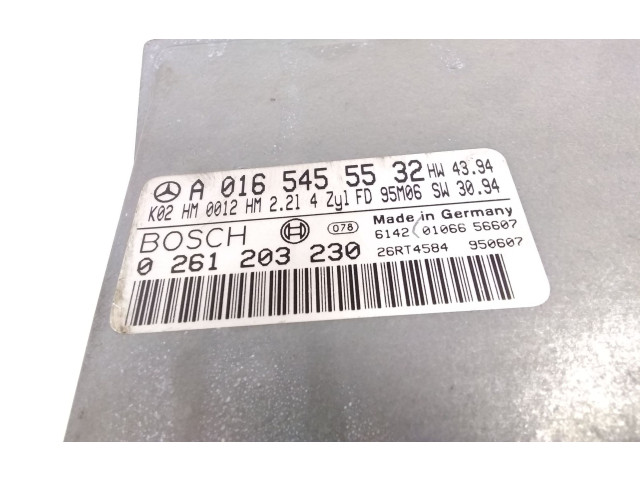 A 016 545 55 32 HW 43.94
K02 HM 0012 HM 2.2l 4 Zyl FD 95M06 SW 30.94
BOSCH 078 Made in Germany
6142 01066 56607
0 261 203 230 26RT4584 950607